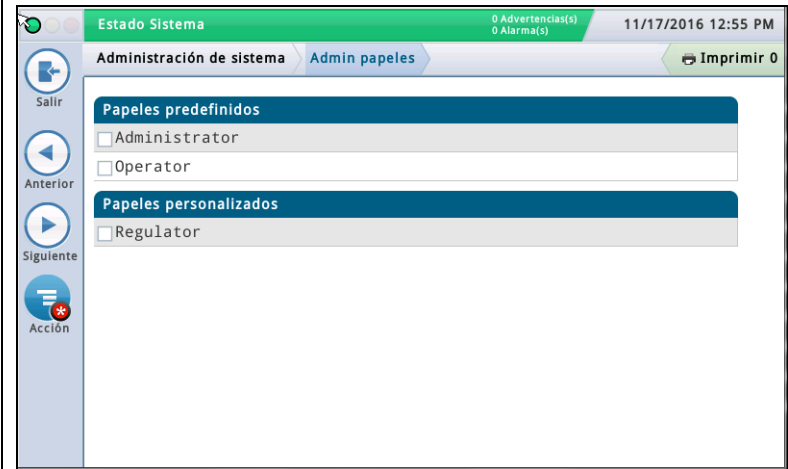 Estado Sistema
0 Advertencias(s)
0 Alarma(s)
11/17/2016 12:55 PM
Administración de sistema
Admin papeles
Imprimir 0
Salir
Anterior
Siguiente
Acción
Papeles predefinidos
Administrator
Operator
Papeles personalizados
Regulator